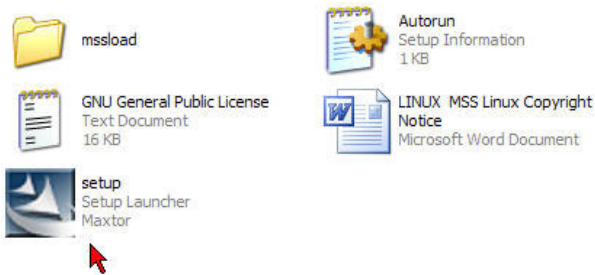 mssload
Autorun
Setup Information
1 KB
GNU General Public License
Text Document
16 KB
LINUX MSS Linux Copyright
Notice
Microsoft Word Document
setup
Setup Launcher
Maxtor